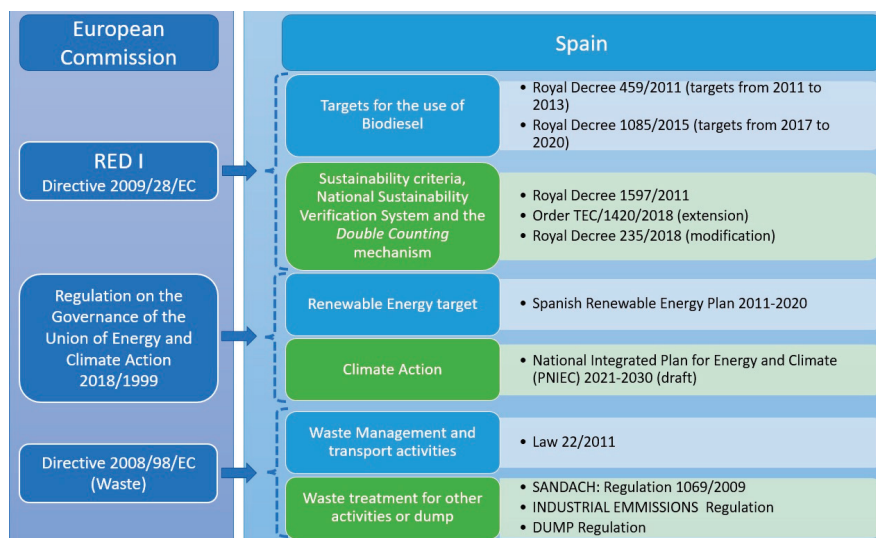 European
Commission
Spain
RED I
Directive 2009/28/EC
Targets for the use of
Biodiesel
• Royal Decree 459/2011 (targets from 2011 to
2013)
• Royal Decree 1085/2015 (targets from 2017 to
2020)
Sustainability criteria,
National Sustainability
Verification System and the
Double Counting
mechanism
• Royal Decree 1597/2011
• Order TEC/1420/2018 (extension)
• Royal Decree 235/2018 (modification)
Regulation on the
Governance of the
Union of Energy and
Climate Action
2018/1999
Renewable Energy target
• Spanish Renewable Energy Plan 2011-2020
Climate Action
• National Integrated Plan for Energy and Climate
(PNIEC) 2021-2030 (draft)
Directive 2008/98/EC
(Waste)
Waste Management and
transport activities
• Law 22/2011
Waste treatment for other
activities or dump
• SANDACH: Regulation 1069/2009
• INDUSTRIAL EMMISSIONS Regulation
• DUMP Regulation